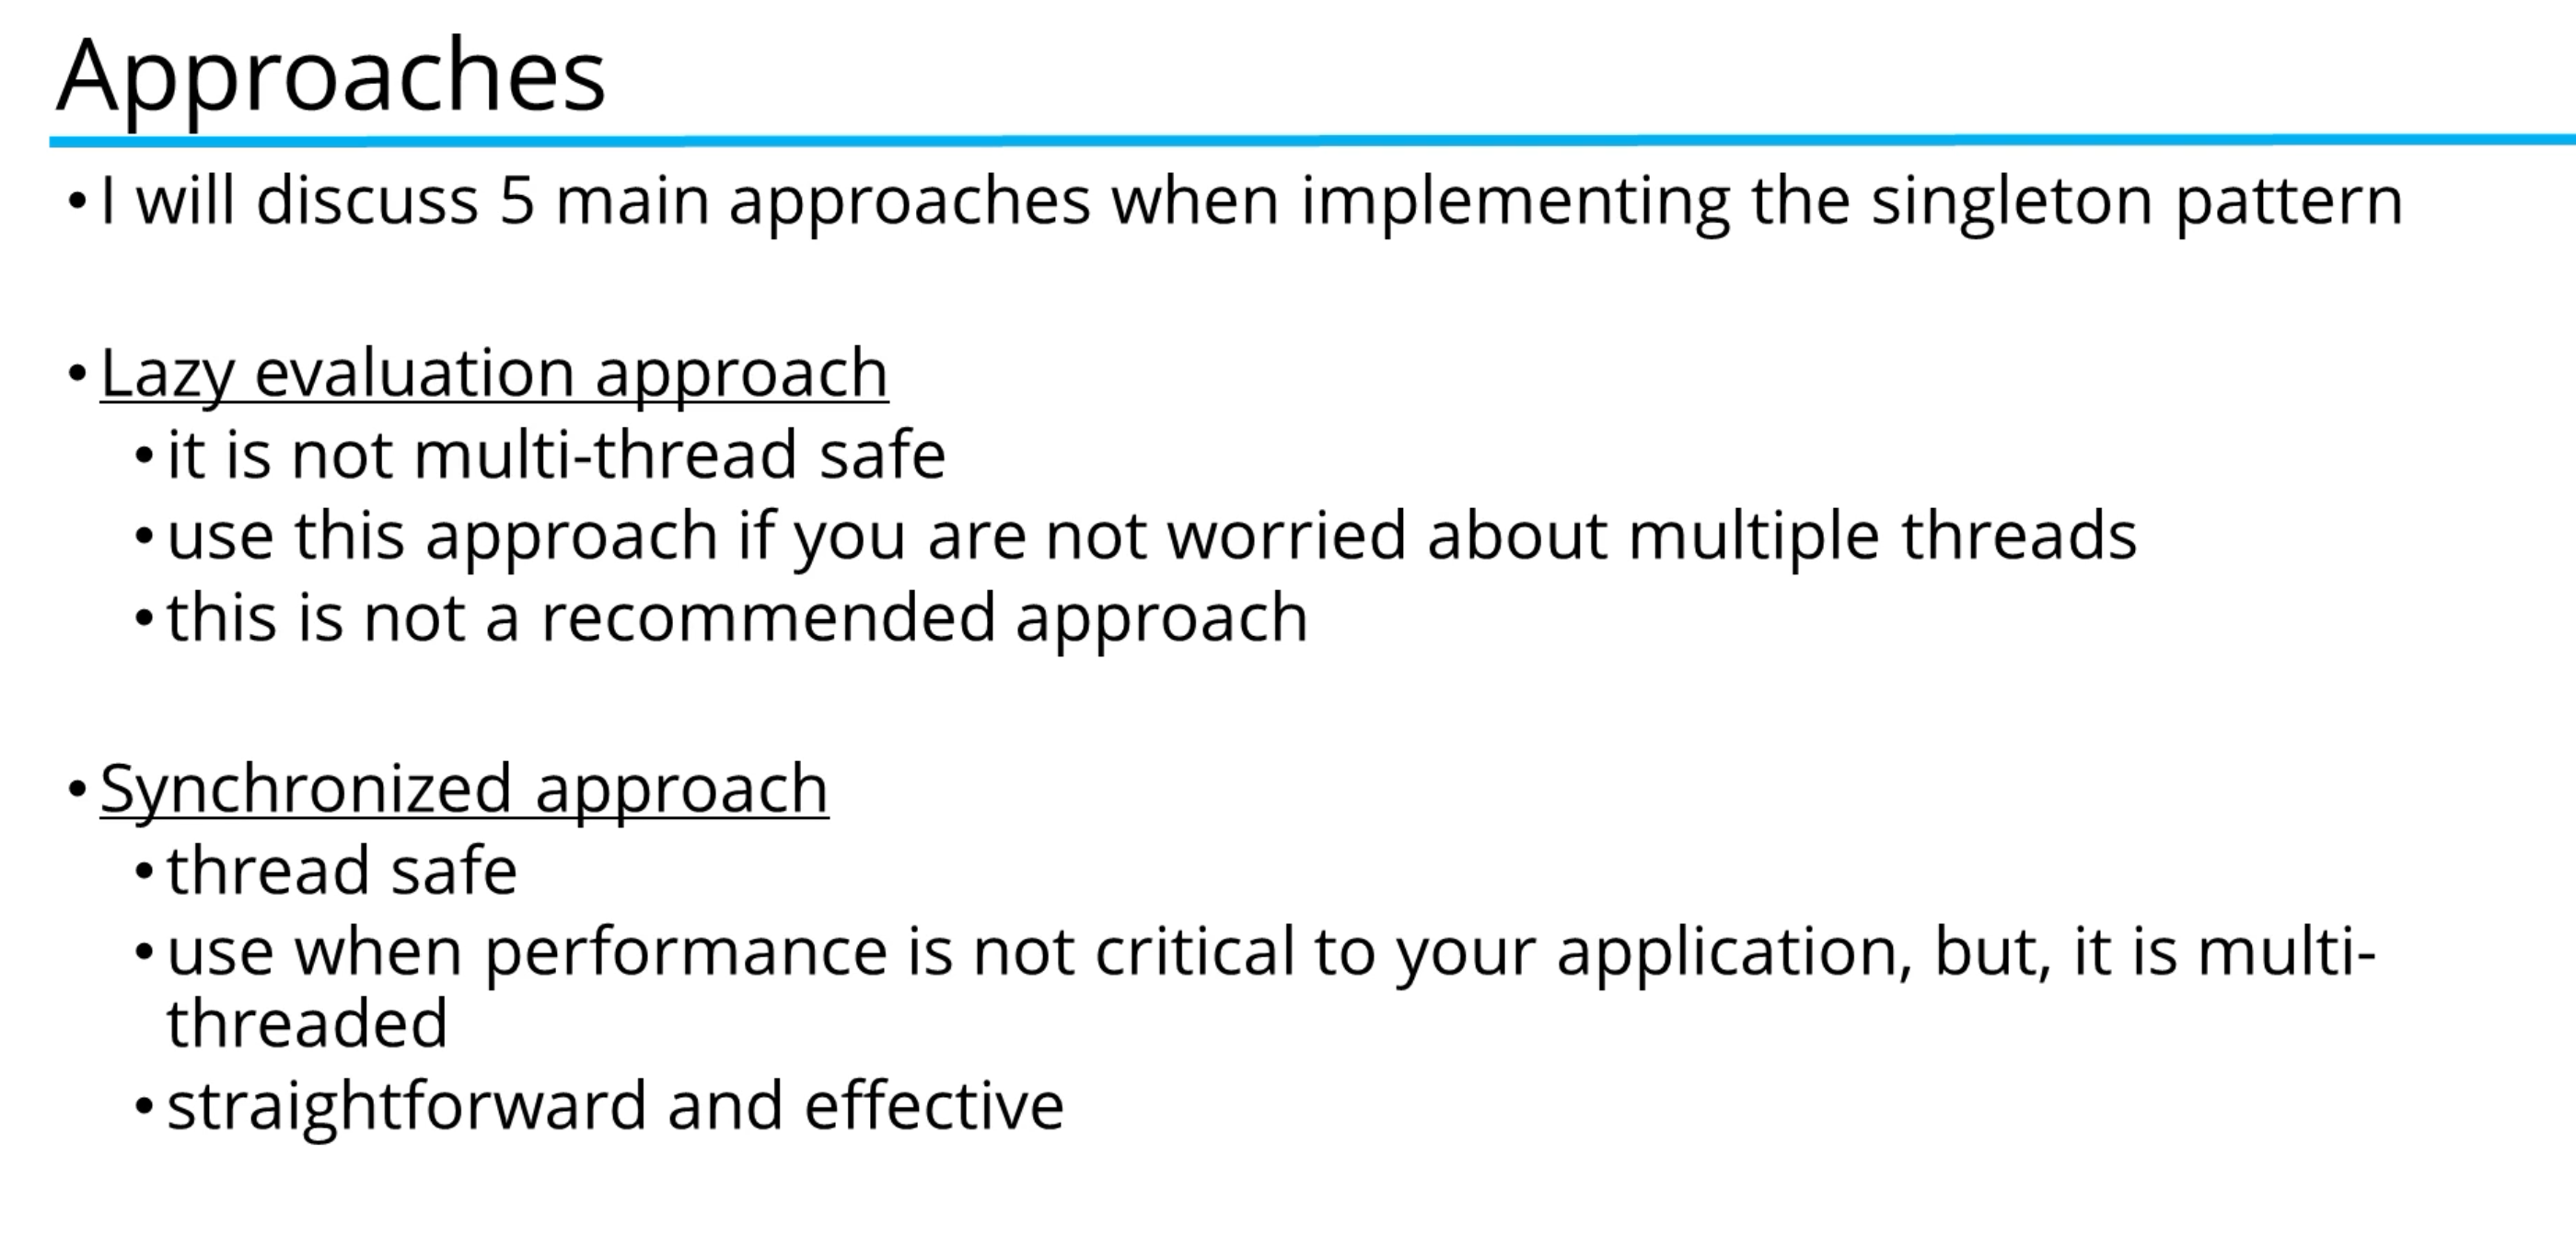 Approaches
• I will discuss 5 main approaches when implementing the singleton pattern
• Lazy evaluation approach
• it is not multi-thread safe
• use this approach if you are not worried about multiple threads
• this is not a recommended approach
• Synchronized approach
• thread safe
• use when performance is not critical to your application, but, it is multi-
threaded
• straightforward and effective